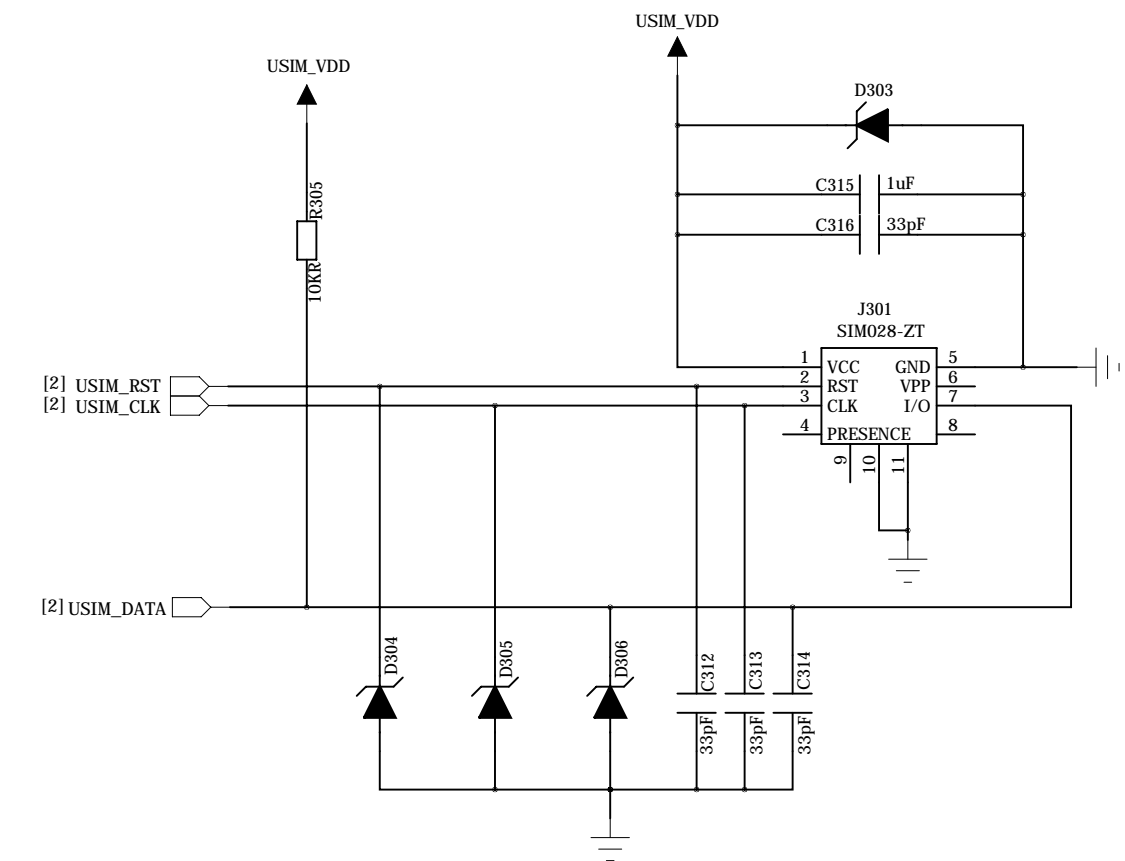 USIM_VDD
USIM_VDD
D303
R305
10KR
C315
1uF
C316
33pF
J301
SIM028-ZT
1
VCC
GND
5
[2] USIM_RST
2
RST
VPP
6
[2] USIM_CLK
3
CLK
I/O
7
4
PRESENCE
8
9
10
11
[2] USIM_DATA
D304
D305
D306
C312
C313
C314
33pF
33pF
33pF